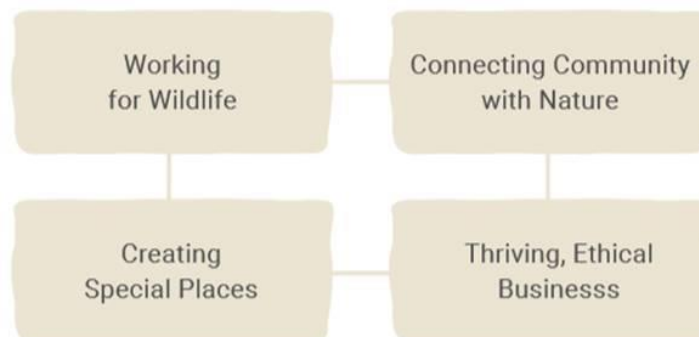 Working
for Wildlife
Connecting Community
with Nature
Creating
Special Places
Thriving, Ethical
Businesss